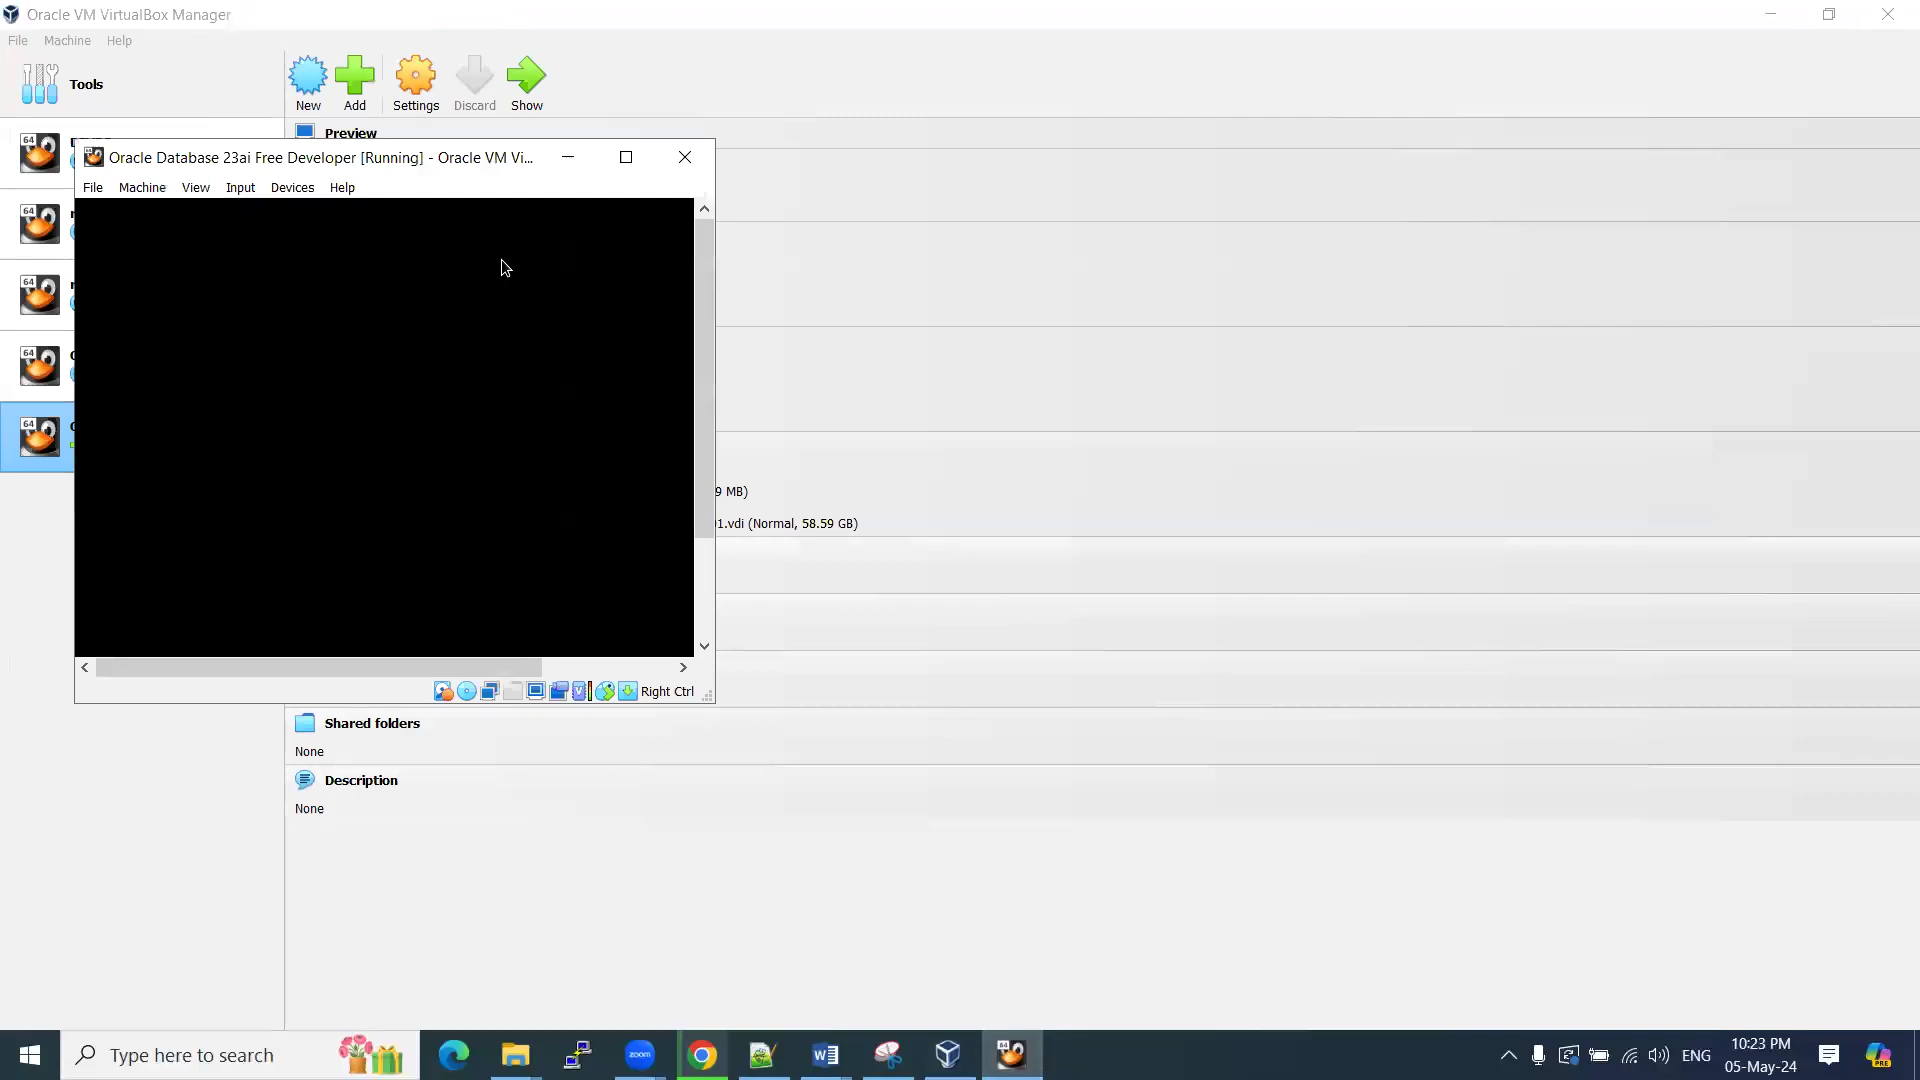 Oracle VM VirtualBox Manager
File Machine Help
Tools
New Add Settings Discard Show
Preview
Oracle Database 23ai Free Developer [Running] - Oracle VM Vi...
File Machine View Input Devices Help
9 MB)
1.vdi (Normal, 58.59 GB)
Right Ctrl
Shared folders
None
Description
None
Type here to search
zoom
ENG
10:23 PM
05-May-24